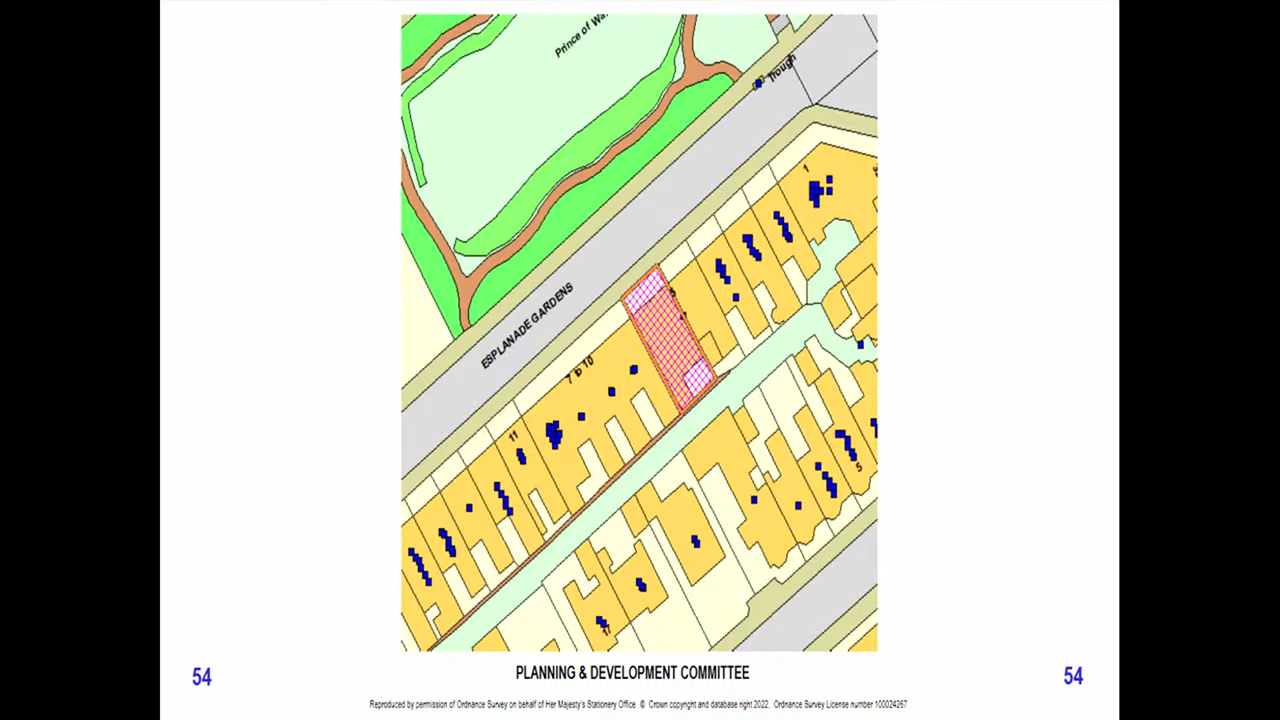 Prince of Wa
Trough
1
ESPLANADE GARDENS
7 to 10
11
5
17
54
PLANNING & DEVELOPMENT COMMITTEE
54
Reproduced by permission of Ordnance Survey on behalf of Her Majesty's Stationery Office. © Crown copyright and database right 2022. Ordnance Survey License number 100024267